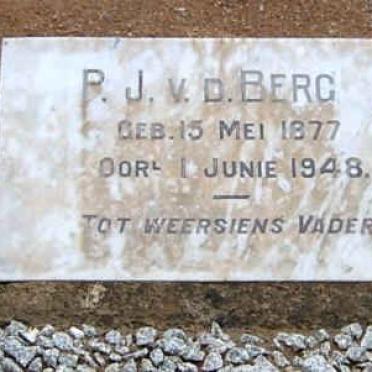 P. J. V. D. BERG
GEB. 15 MEI 1877
OORL 1 JUNIE 1948.
TOT WEERSIENS VADER